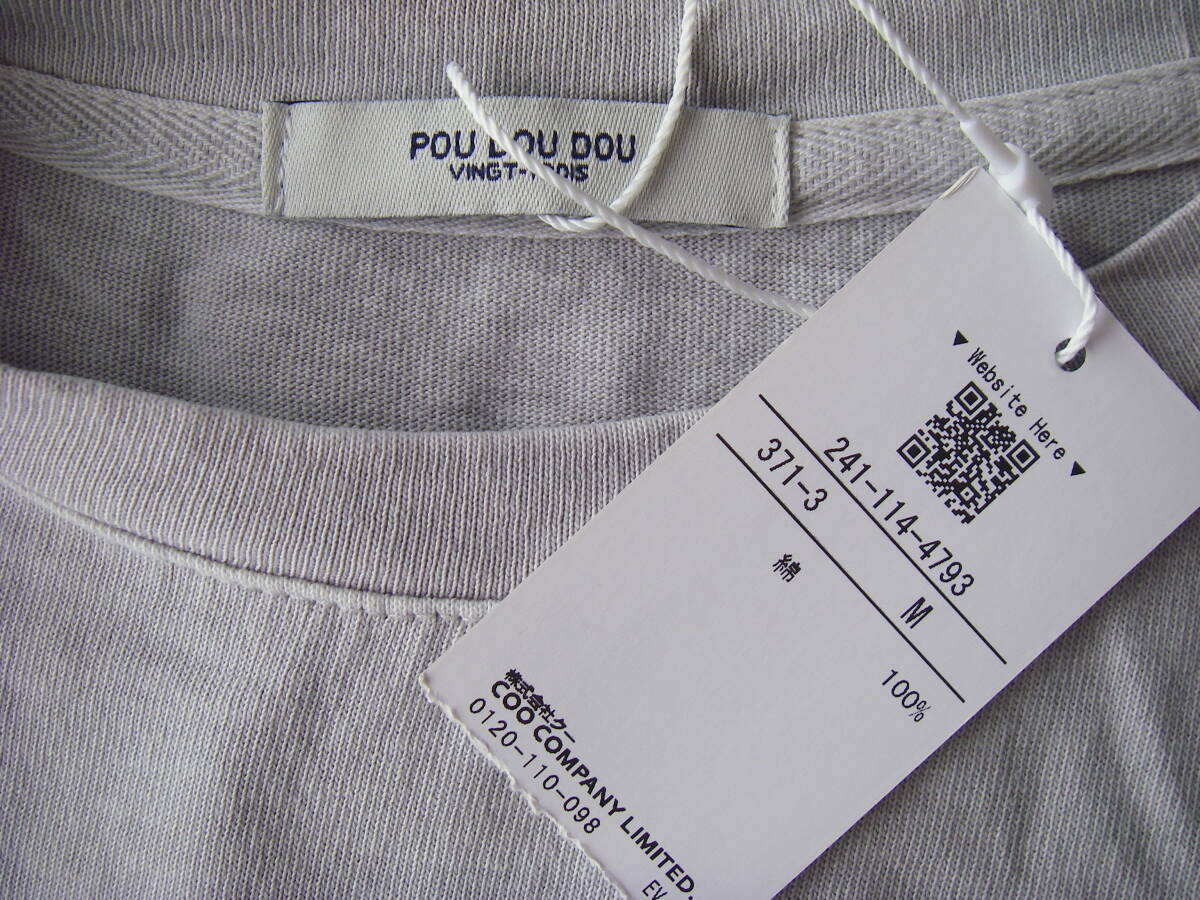 POU DOU DOU
VINGT-TROIS
▼ Website Here ▼
241-114-4793
371-3 M
綿 100%
株式会社クー
COO COMPANY LIMITED.
0120-110-098
EV